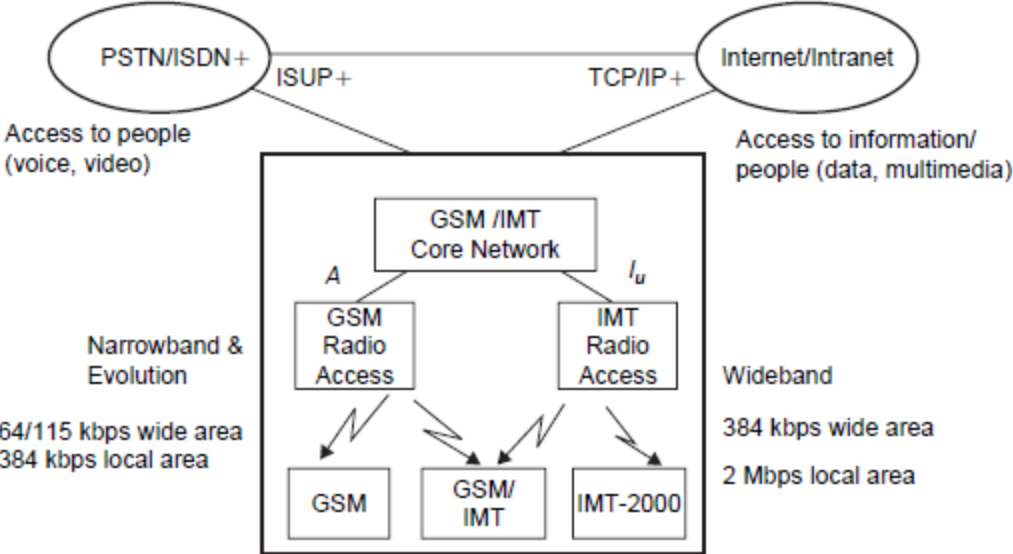 PSTN/ISDN+
Internet/Intranet
ISUP+
TCP/IP+
Access to people
(voice, video)
Access to information/
people (data, multimedia)
GSM /IMT
Core Network
A
Iu
GSM
Radio
Access
IMT
Radio
Access
Narrowband &
Evolution
Wideband
64/115 kbps wide area
384 kbps local area
384 kbps wide area
2 Mbps local area
GSM
GSM/
IMT
IMT-2000